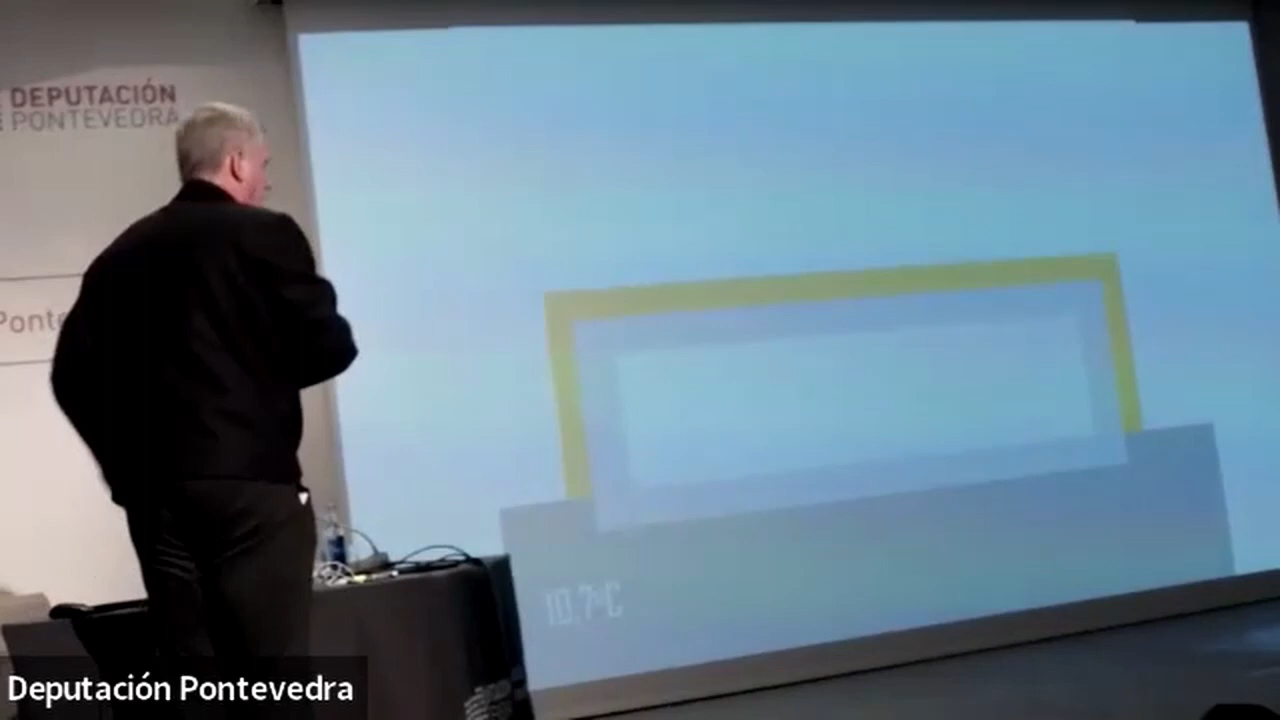 DEPUTACIÓN
PONTEVEDRA
Ponte
10.7ºC
Deputación Pontevedra